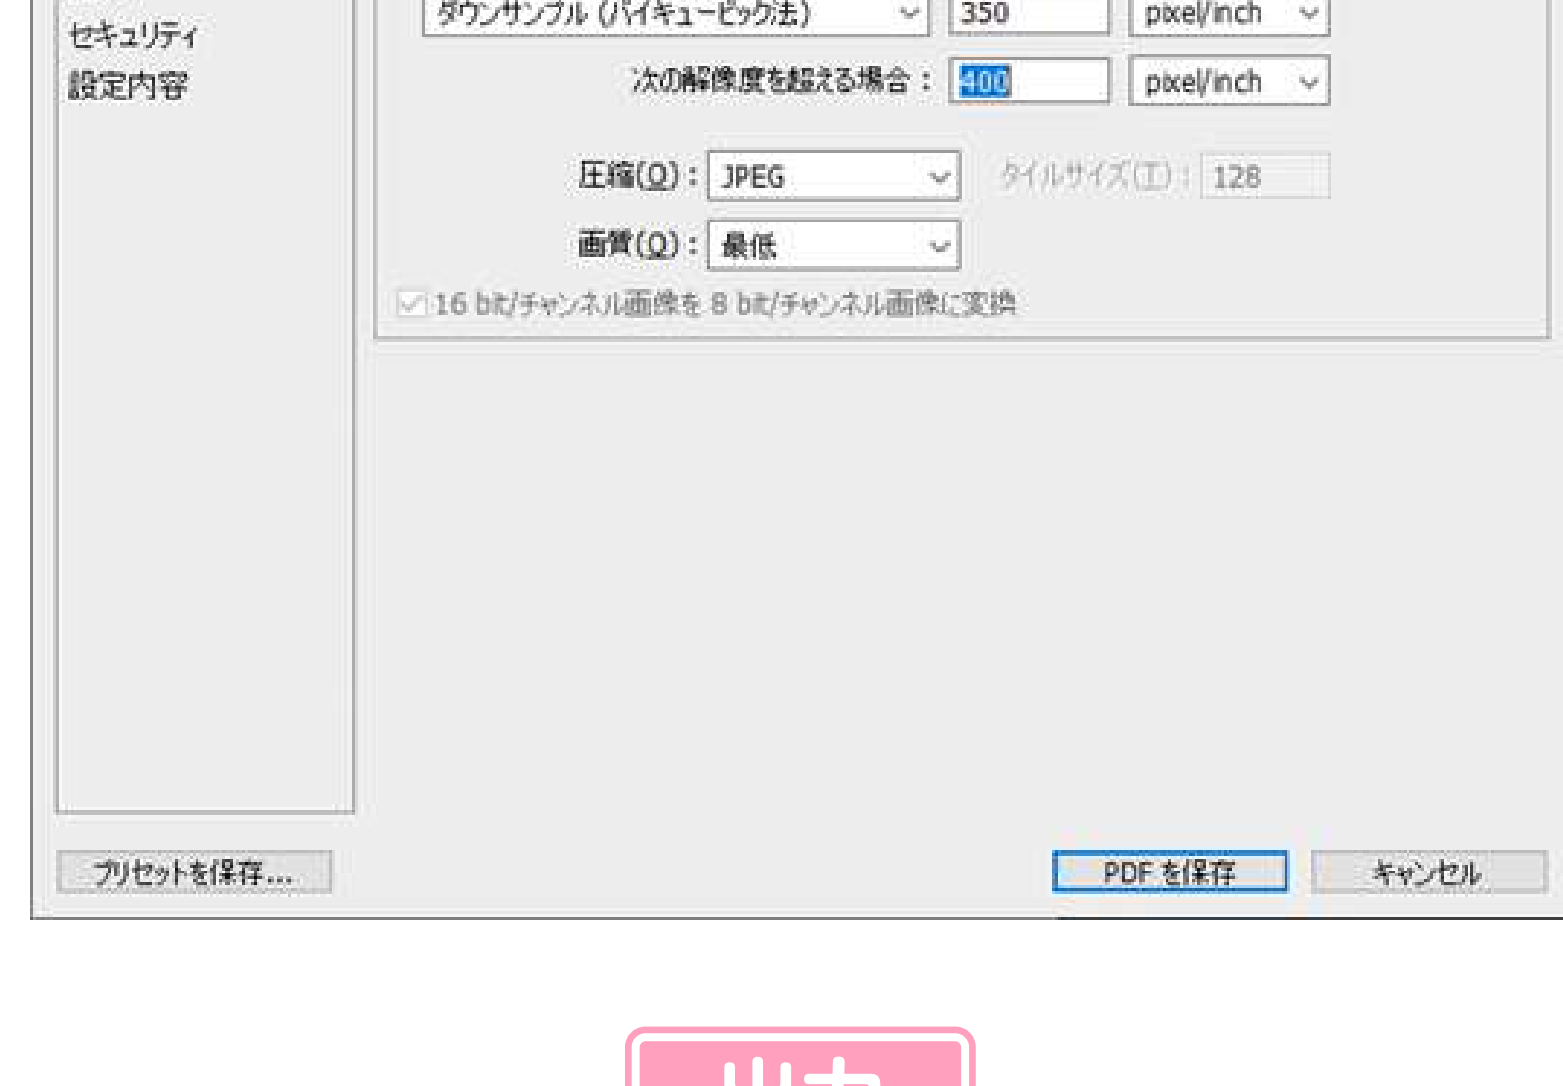 セキュリティ
設定内容
ダウンサンプル (バイキュービック法) 350 pixel/inch
次の解像度を超える場合： 400 pixel/inch
圧縮(O)： JPEG タイルサイズ(T)： 128
画質(Q)： 最低
16 bit/チャンネル画像を 8 bit/チャンネル画像に変換
プリセットを保存... PDF を保存 キャンセル